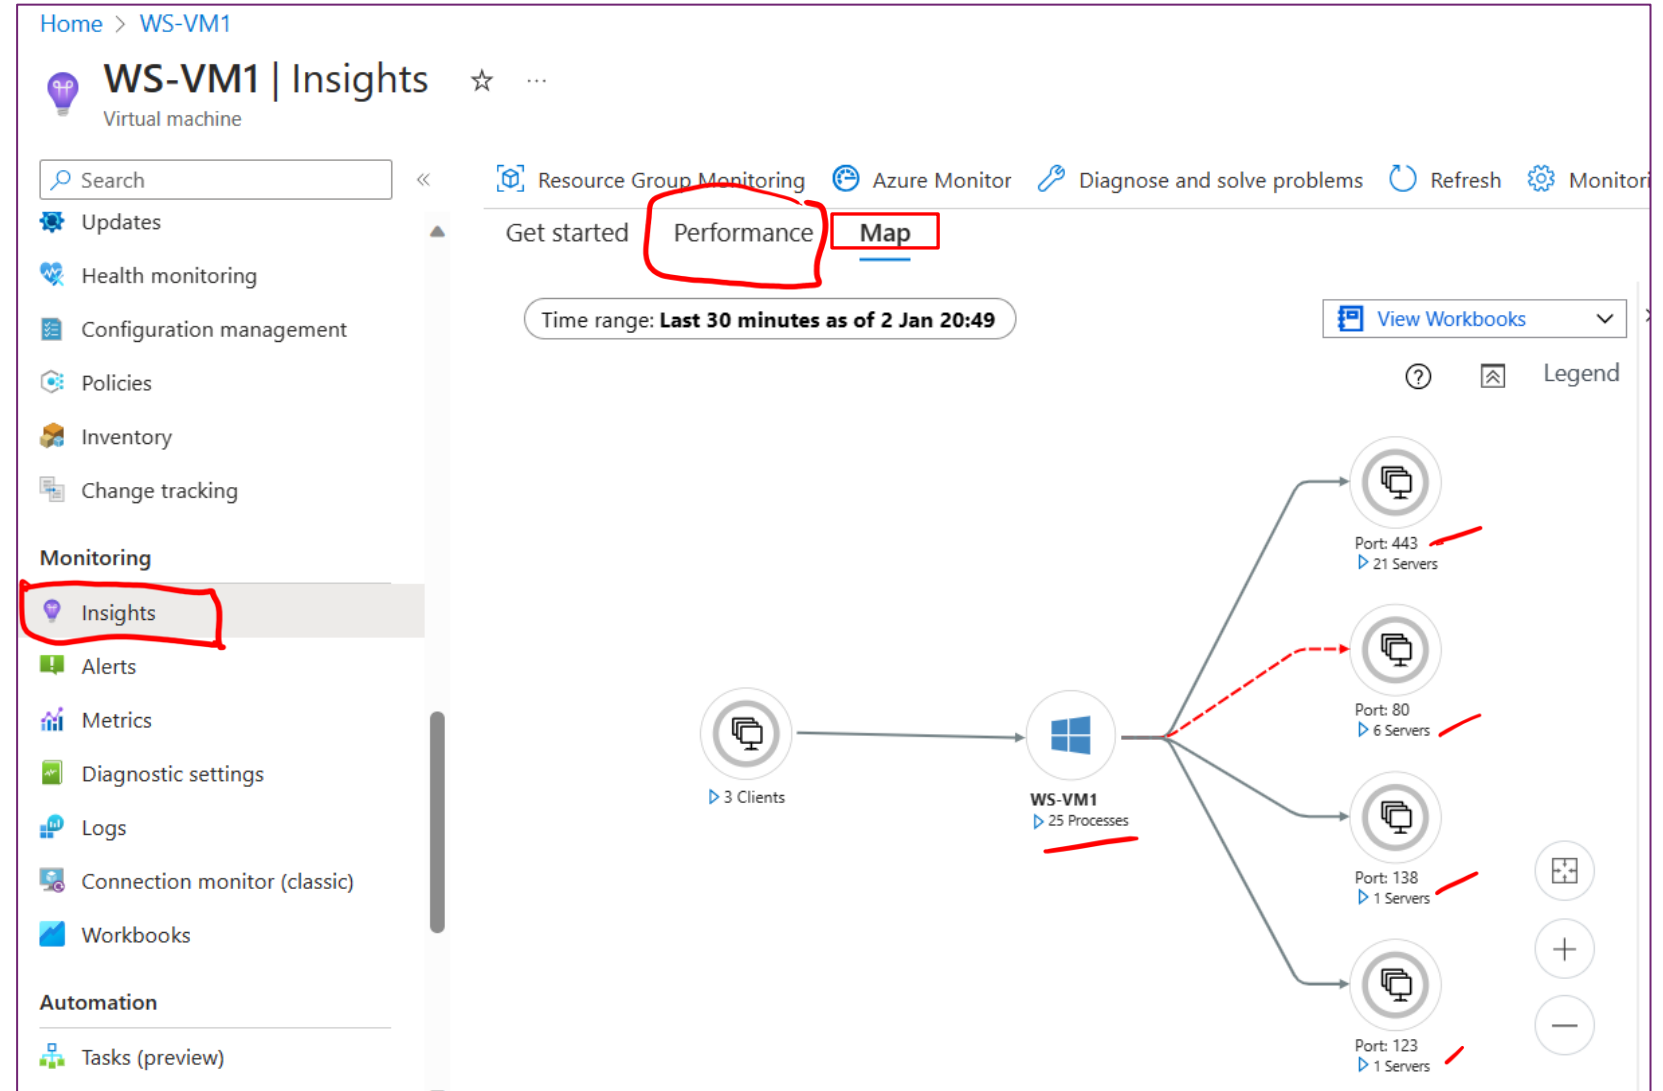 Home > WS-VM1
WS-VM1 | Insights
Virtual machine
Search
Updates
Health monitoring
Configuration management
Policies
Inventory
Change tracking
Monitoring
Insights
Alerts
Metrics
Diagnostic settings
Logs
Connection monitor (classic)
Workbooks
Automation
Tasks (preview)
Resource Group Monitoring Azure Monitor Diagnose and solve problems Refresh Monitori
Get started Performance Map
Time range: Last 30 minutes as of 2 Jan 20:49
View Workbooks
Legend
3 Clients
WS-VM1
25 Processes
Port: 443
21 Servers
Port: 80
6 Servers
Port: 138
1 Servers
Port: 123
1 Servers